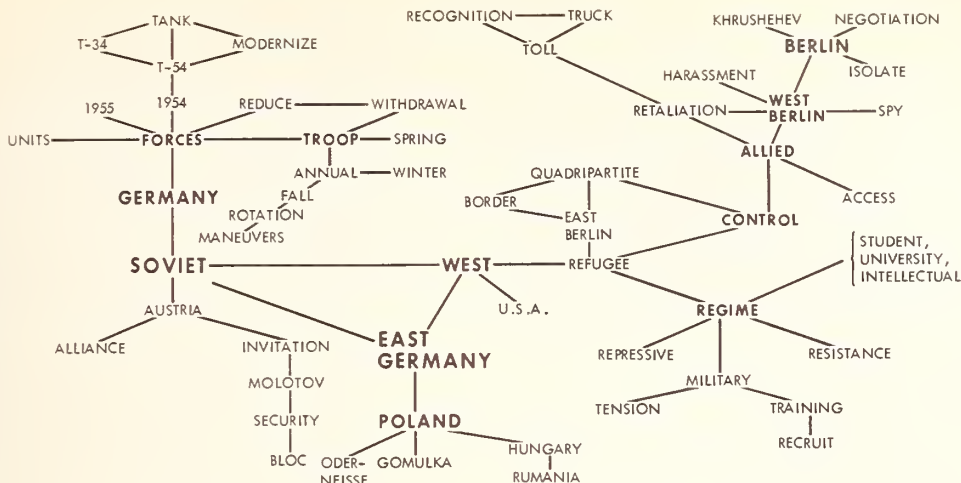 TANK
T-34
MODERNIZE
T-54
1955
1954
REDUCE
WITHDRAWAL
UNITS
FORCES
TROOP
SPRING
ANNUAL
WINTER
GERMANY
FALL
ROTATION
MANEUVERS
RECOGNITION
TRUCK
TOLL
KHRUSHEHEV
NEGOTIATION
BERLIN
ISOLATE
HARASSMENT
WEST
BERLIN
RETALIATION
SPY
ALLIED
ACCESS
QUADRIPARTITE
BORDER
EAST
BERLIN
CONTROL
SOVIET
WEST
REFUGEE
STUDENT,
UNIVERSITY,
INTELLECTUAL
U.S.A.
REGIME
AUSTRIA
ALLIANCE
INVITATION
MOLOTOV
SECURITY
BLOC
EAST
GERMANY
REPRESSIVE
RESISTANCE
MILITARY
TENSION
TRAINING
RECRUIT
POLAND
ODER-
NEISSE
GOMULKA
HUNGARY
RUMANIA